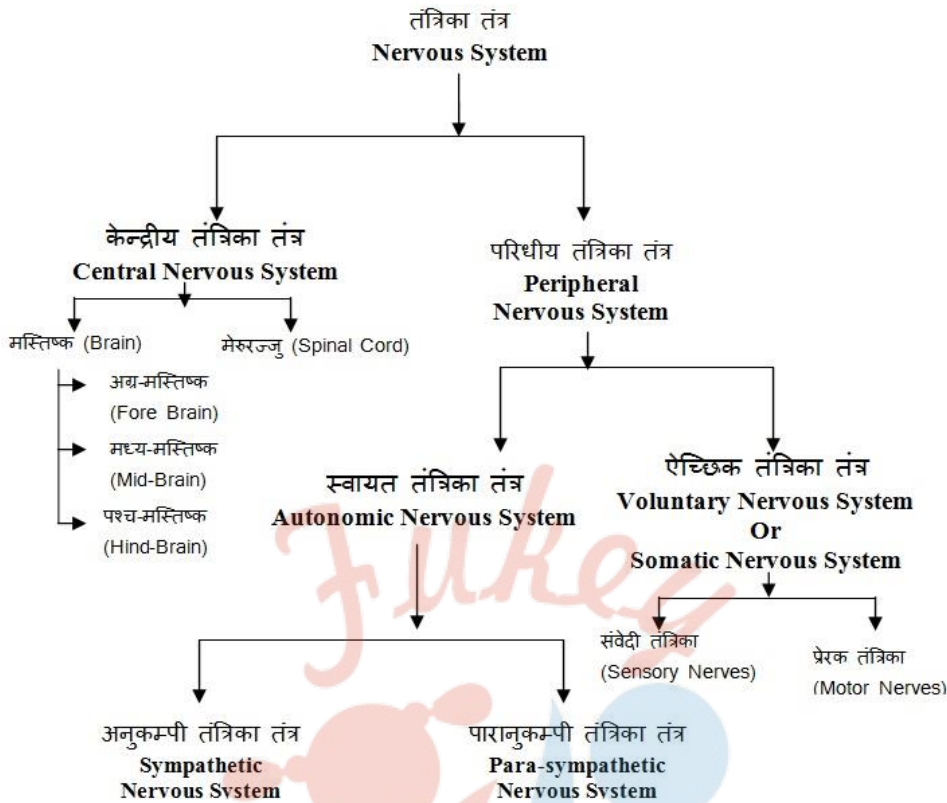 तंत्रिका तंत्र
Nervous System
केन्द्रीय तंत्रिका तंत्र
Central Nervous System
मस्तिष्क (Brain)
मेरुरज्जु (Spinal Cord)
अग्र-मस्तिष्क
(Fore Brain)
मध्य-मस्तिष्क
(Mid-Brain)
पश्च-मस्तिष्क
(Hind-Brain)
परिधीय तंत्रिका तंत्र
Peripheral
Nervous System
स्वायत तंत्रिका तंत्र
Autonomic Nervous System
ऐच्छिक तंत्रिका तंत्र
Voluntary Nervous System
Or
Somatic Nervous System
संवेदी तंत्रिका
(Sensory Nerves)
प्रेरक तंत्रिका
(Motor Nerves)
अनुकम्पी तंत्रिका तंत्र
Sympathetic
Nervous System
पारानुकम्पी तंत्रिका तंत्र
Para-sympathetic
Nervous System
Fukey